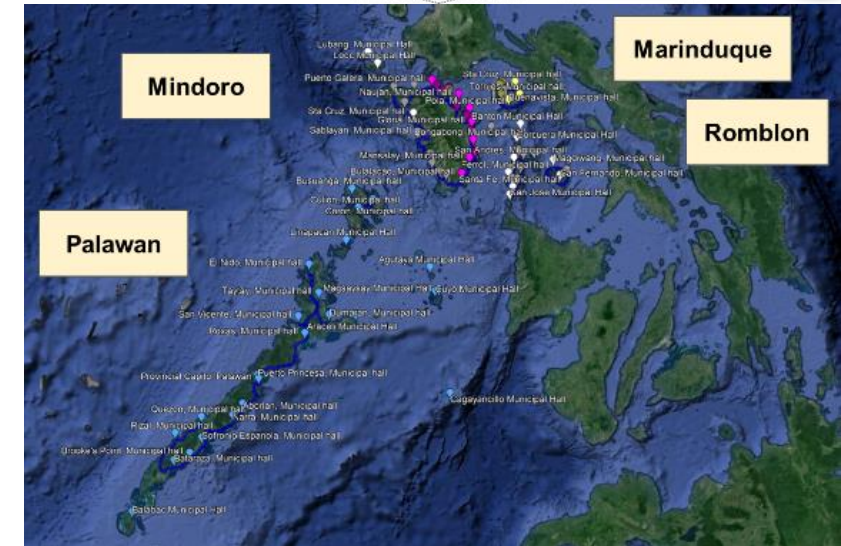 Marinduque
Mindoro
Romblon
Palawan
Lubang, Municipal Hall
Looc, Municipal Hall
Puerto Galera, Municipal hall
Naujan, Municipal hall
Sta Cruz, Municipal hall
Torrijos, Municipal hall
Buenavista, Municipal hall
Pola, Municipal hall
Sta Cruz, Municipal hall
Gloria, Municipal hall
Banton Municipal Hall
Sablayan, Municipal hall
Bongabong, Municipal hall
Corcuera Municipal Hall
Mansalay, Municipal hall
San Andres, Municipal hall
Magdiwang, Municipal hall
Bulalacao, Municipal hall
Ferrol, Municipal hall
San Fernando, Municipal hall
Busuanga, Municipal Hall
Santa Fe, Municipal hall
San Jose Municipal Hall
Culion, Municipal Hall
Coron, Municipal Hall
Linapacan Municipal Hall
El Nido, Municipal hall
Agutaya Municipal Hall
Taytay, Municipal hall
Magsaysay Municipal Hall
Cuyo Municipal Hall
San Vicente, Municipal hall
Dumaran, Municipal hall
Roxas, Municipal hall
Araceli Municipal Hall
Provincial Capitol, Palawan
Puerto Princesa, Municipal hall
Cagayancillo Municipal Hall
Quezon, Municipal hall
Aborlan, Municipal hall
Narra, Municipal hall
Rizal, Municipal hall
Sofronio Espanola, Municipal hall
Brooke's Point, Municipal hall
Bataraza, Municipal hall
Balabac Municipal Hall